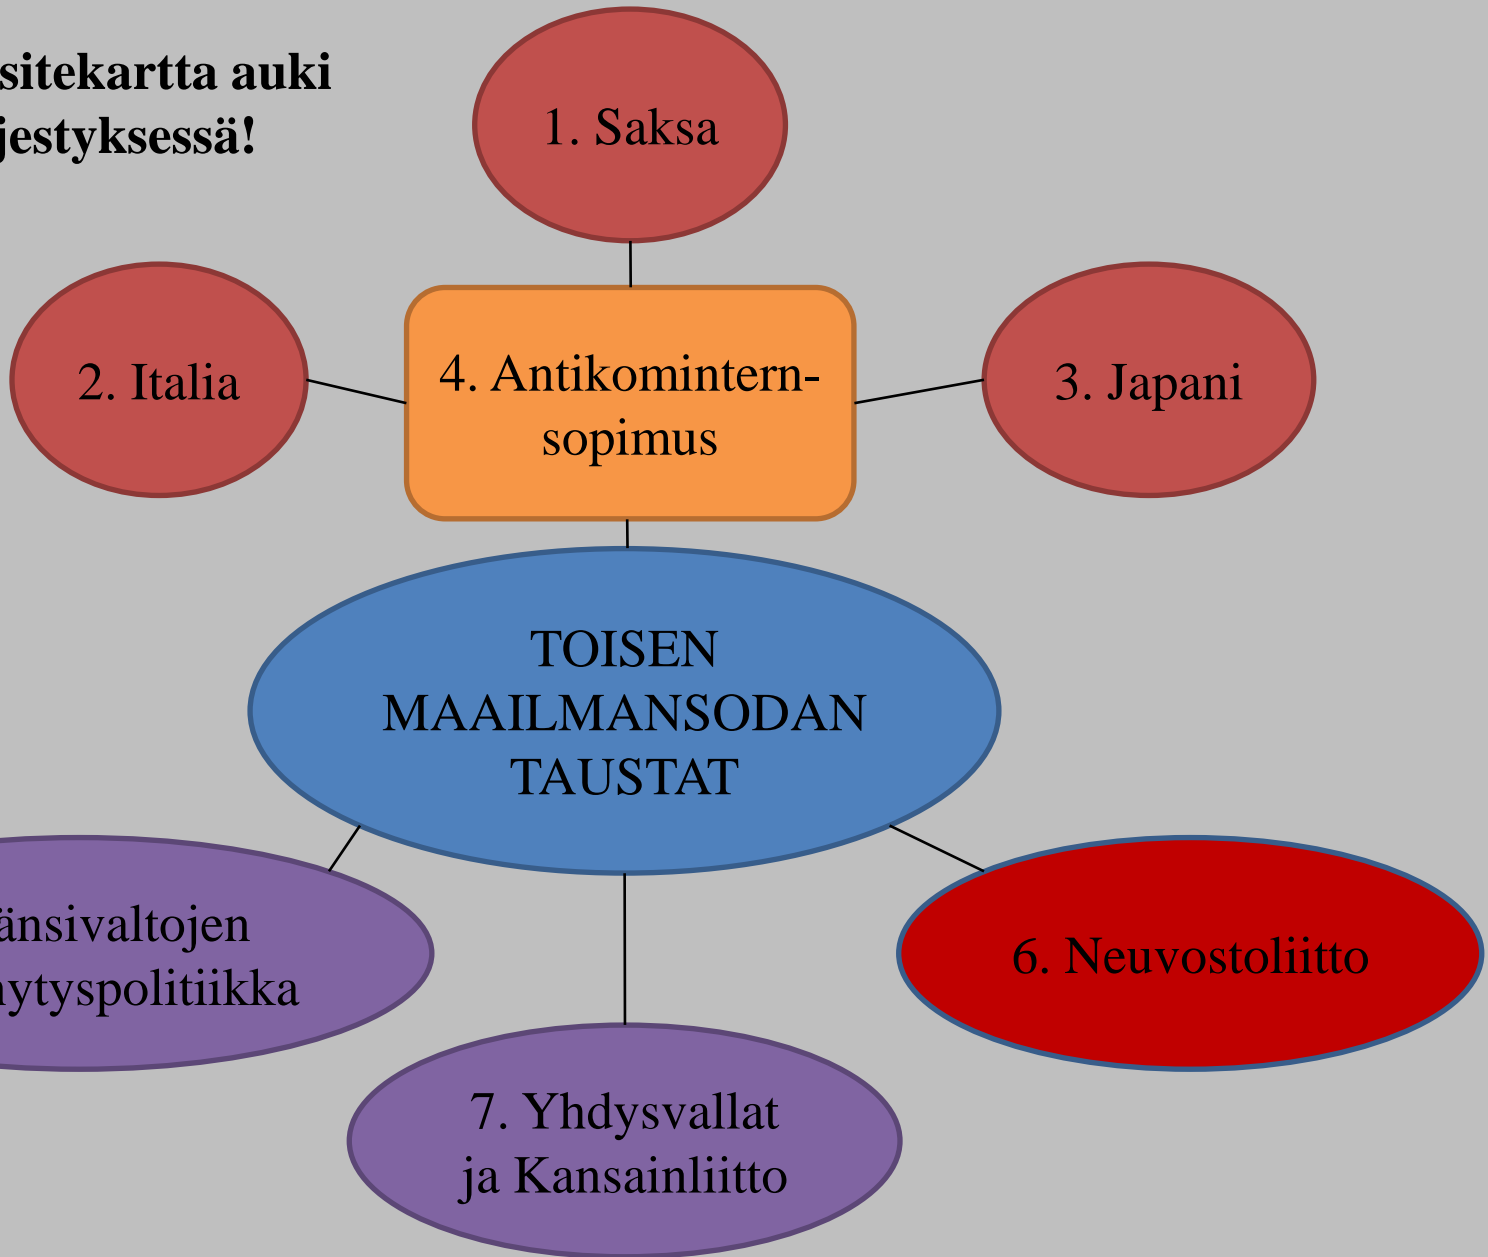 sitekartta auki
jestyksessä!
1. Saksa
2. Italia
4. Antikomintern-
sopimus
3. Japani
TOISEN
MAAILMANSODAN
TAUSTAT
änsivaltojen
ytyspolitiikka
6. Neuvostoliitto
7. Yhdysvallat
ja Kansainliitto